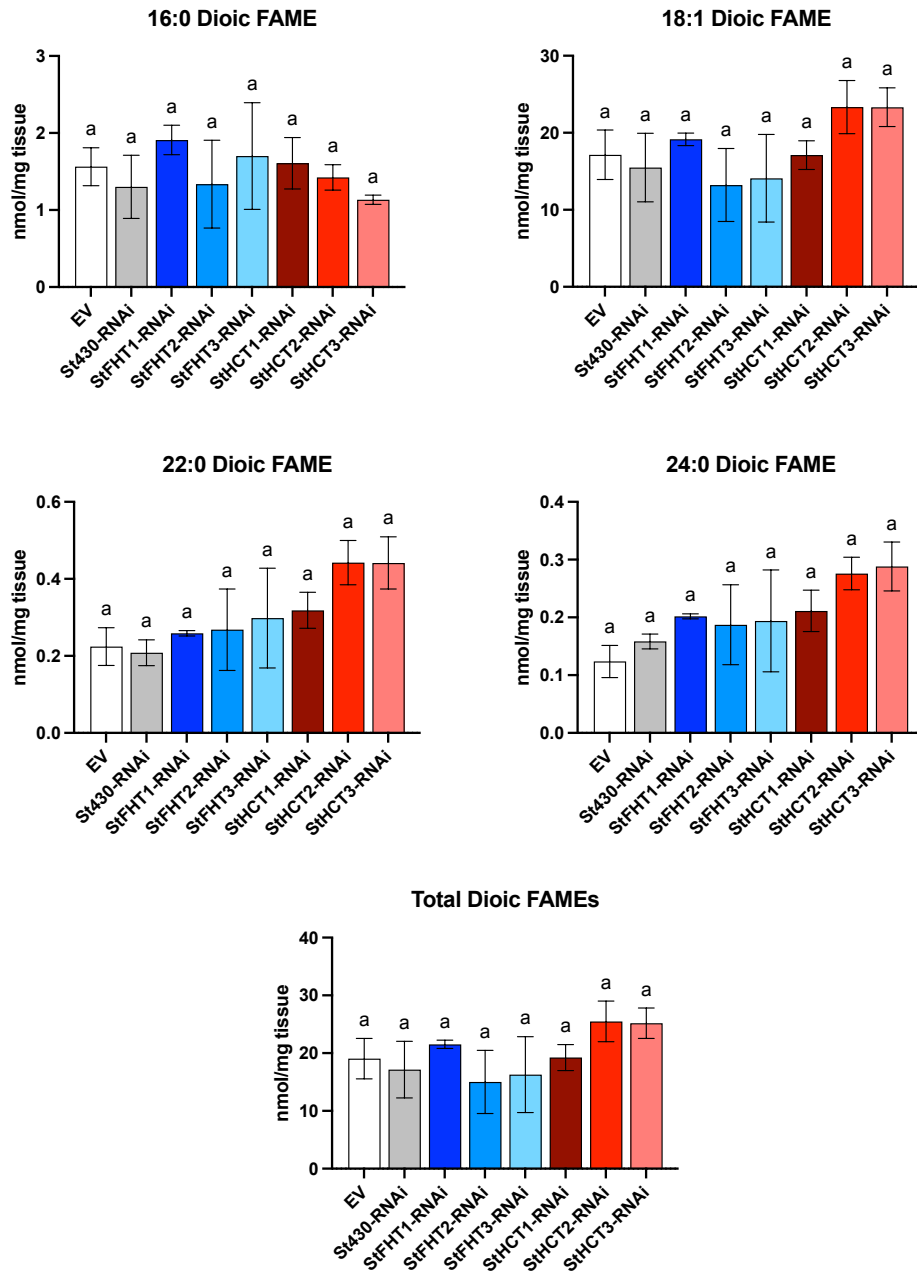 16:0 Dioic FAME
3
2
1
0
nmol/mg tissue
a a a a a a a a
EV
St430-RNAi
StFHT1-RNAi
StFHT2-RNAi
StFHT3-RNAi
StHCT1-RNAi
StHCT2-RNAi
StHCT3-RNAi
18:1 Dioic FAME
30
20
10
0
nmol/mg tissue
a a a a a a a a
EV
St430-RNAi
StFHT1-RNAi
StFHT2-RNAi
StFHT3-RNAi
StHCT1-RNAi
StHCT2-RNAi
StHCT3-RNAi
22:0 Dioic FAME
0.6
0.4
0.2
0.0
nmol/mg tissue
a a a a a a a a
EV
St430-RNAi
StFHT1-RNAi
StFHT2-RNAi
StFHT3-RNAi
StHCT1-RNAi
StHCT2-RNAi
StHCT3-RNAi
24:0 Dioic FAME
0.4
0.3
0.2
0.1
0.0
nmol/mg tissue
a a a a a a a a
EV
St430-RNAi
StFHT1-RNAi
StFHT2-RNAi
StFHT3-RNAi
StHCT1-RNAi
StHCT2-RNAi
StHCT3-RNAi
Total Dioic FAMEs
40
30
20
10
0
nmol/mg tissue
a a a a a a a a
EV
St430-RNAi
StFHT1-RNAi
StFHT2-RNAi
StFHT3-RNAi
StHCT1-RNAi
StHCT2-RNAi
StHCT3-RNAi